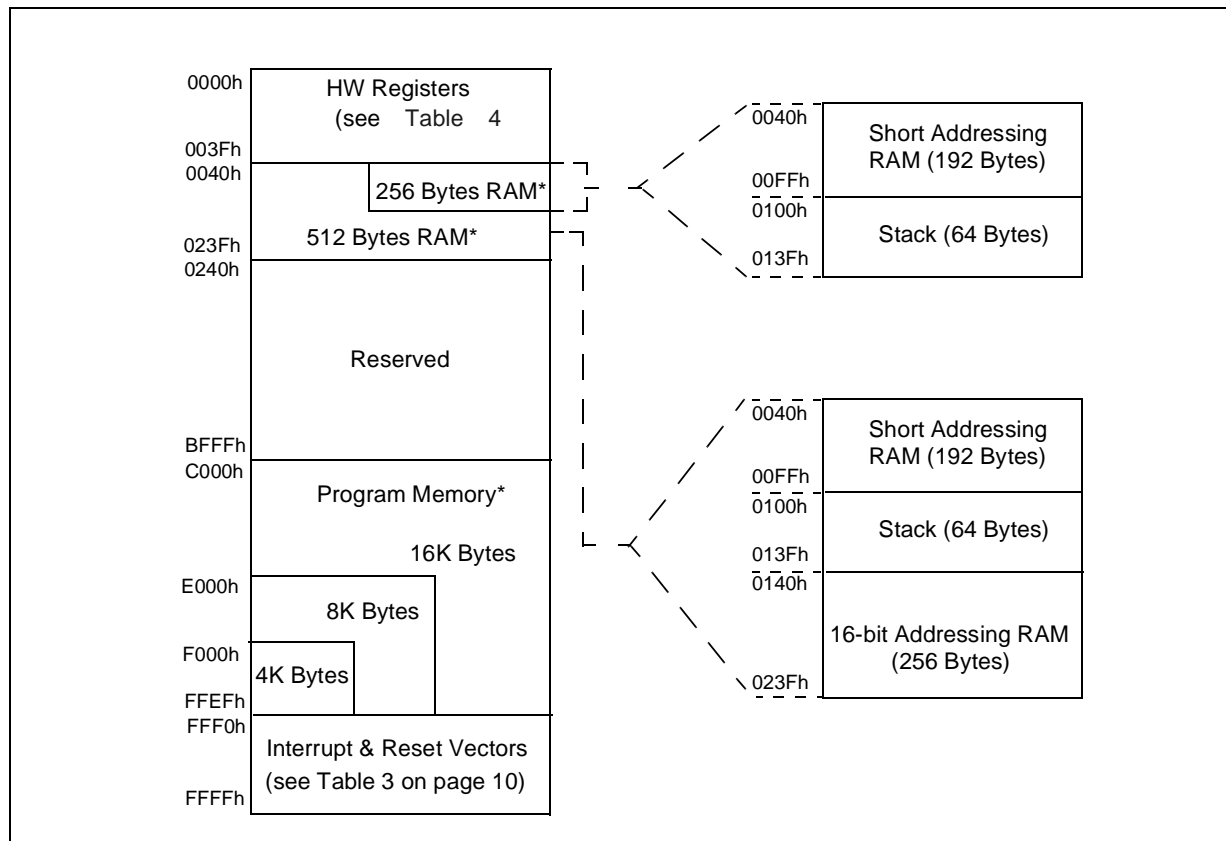 0000h
HW Registers
(see Table 4
003Fh
0040h
256 Bytes RAM*
512 Bytes RAM*
023Fh
0240h
Reserved
BFFFh
C000h
Program Memory*
16K Bytes
E000h
8K Bytes
F000h
4K Bytes
FFEFh
FFF0h
Interrupt & Reset Vectors
(see Table 3 on page 10)
FFFFh
0040h
Short Addressing
RAM (192 Bytes)
00FFh
0100h
Stack (64 Bytes)
013Fh
0040h
Short Addressing
RAM (192 Bytes)
00FFh
0100h
Stack (64 Bytes)
013Fh
0140h
16-bit Addressing RAM
(256 Bytes)
023Fh